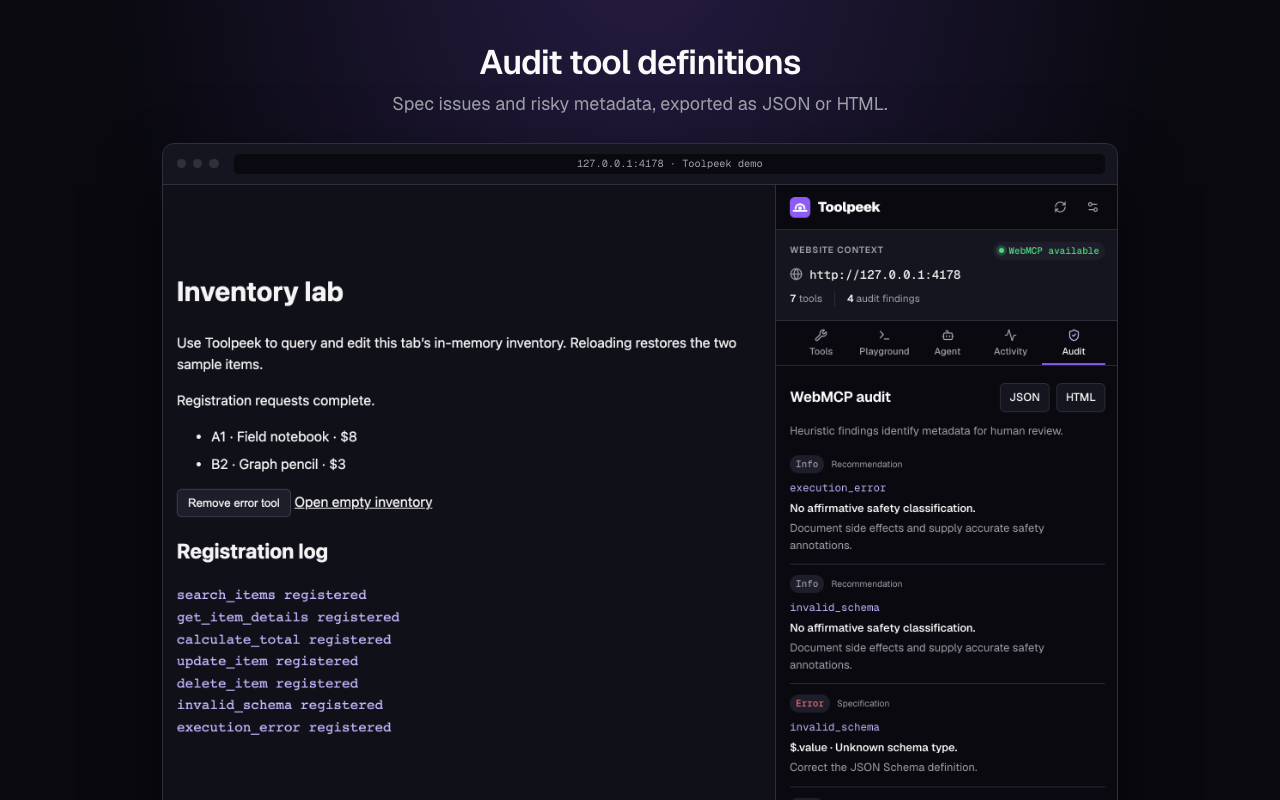 Audit tool definitions
Spec issues and risky metadata, exported as JSON or HTML.
127.0.0.1:4178 · Toolpeek demo
Inventory lab
Use Toolpeek to query and edit this tab's in-memory inventory. Reloading restores the two
sample items.
Registration requests complete.
• A1 · Field notebook · $8
• B2 · Graph pencil · $3
Remove error tool Open empty inventory
Registration log
search_items registered
get_item_details registered
calculate_total registered
update_item registered
delete_item registered
invalid_schema registered
execution_error registered
Toolpeek
WEBSITE CONTEXT WebMCP available
http://127.0.0.1:4178
7 tools 4 audit findings
Tools Playground Agent Activity Audit
WebMCP audit JSON HTML
Heuristic findings identify metadata for human review.
Info Recommendation
execution_error
No affirmative safety classification.
Document side effects and supply accurate safety
annotations.
Info Recommendation
invalid_schema
No affirmative safety classification.
Document side effects and supply accurate safety
annotations.
Error Specification
invalid_schema
$.value · Unknown schema type.
Correct the JSON Schema definition.